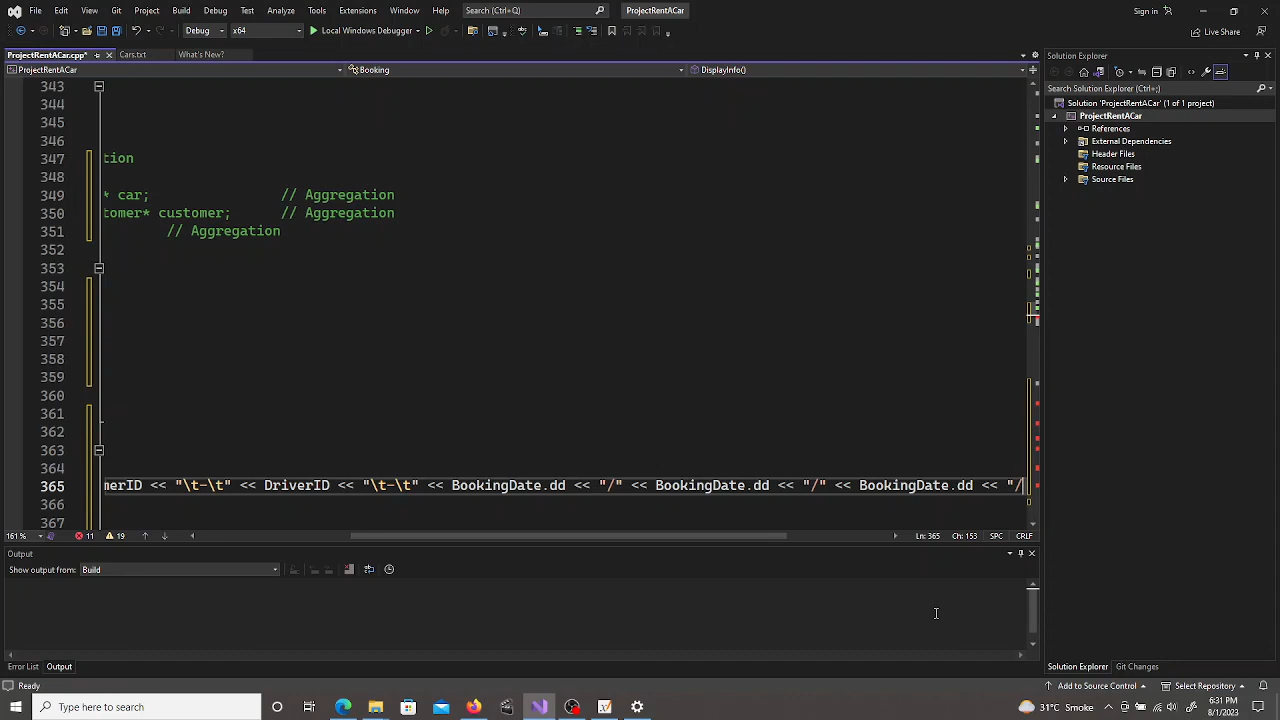 File Edit View Git Project Build Debug Test Analyze Tools Extensions Window Help Search (Ctrl+Q) ProjectRentACar Sign in
Debug x64 Local Windows Debugger Live Share
ProjectRentACar.cpp* Cars.txt What's New? Solution Explorer
ProjectRentACar Booking DisplayInfo()
Search Solution Explorer (Ctrl+;)
Solution 'ProjectRentACar' (1 of 1 project)
ProjectRentACar
References
External Dependencies
Header Files
Resource Files
Source Files
343
344
345
346
347 tion
348
349 * car; // Aggregation
350 tomer* customer; // Aggregation
351 // Aggregation
352
353
354
355
356
357
358
359
360
361
362
363
364
365 merID << "\t-\t" << DriverID << "\t-\t" << BookingDate.dd << "/" << BookingDate.dd << "/" << BookingDate.dd << "/
366
367
161 % 11 19 Ln: 365 Ch: 153 SPC CRLF
Output
Show output from: Build
Error List Output Solution Explorer Git Changes
Ready Add to Source Control Select Repository
Type here to search 31°C Smoke 6:31 PM
8/1/2023